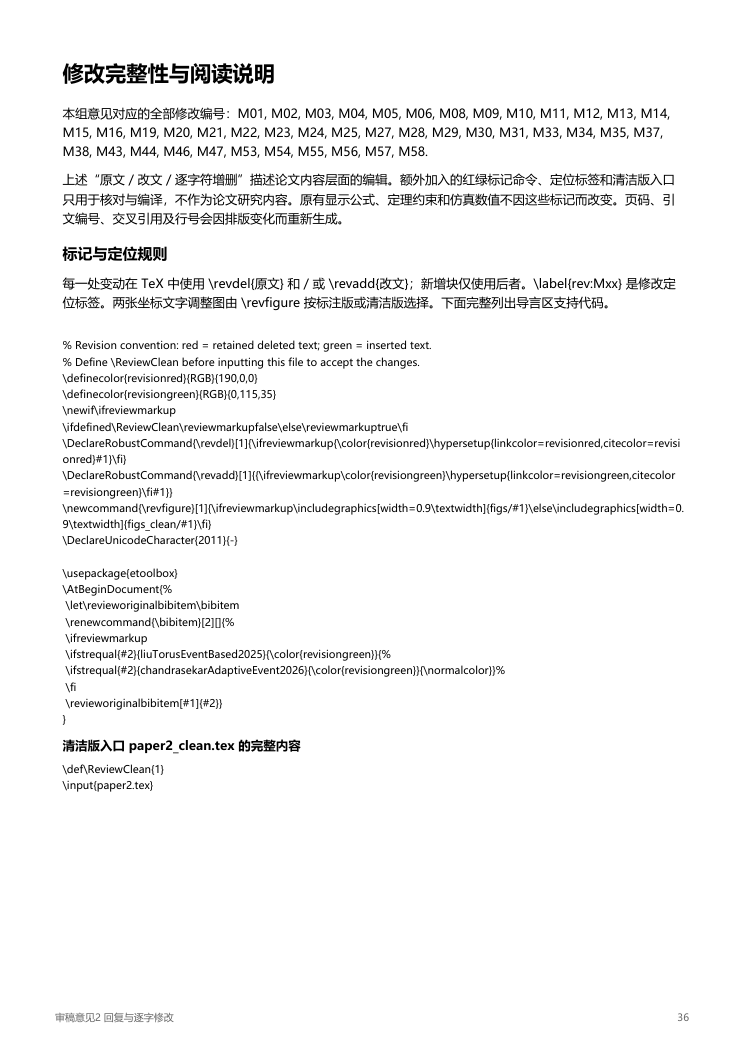 修改完整性与阅读说明
本组意见对应的全部修改编号：M01, M02, M03, M04, M05, M06, M08, M09, M10, M11, M12, M13, M14,
M15, M16, M19, M20, M21, M22, M23, M24, M25, M27, M28, M29, M30, M31, M33, M34, M35, M37,
M38, M43, M44, M46, M47, M53, M54, M55, M56, M57, M58.
上述“原文 / 改文 / 逐字符增删”描述论文内容层面的编辑。额外加入的红绿标记命令、定位标签和清洁版入口
只用于核对与编译，不作为论文研究内容。原有显示公式、定理约束和仿真数值不因这些标记而改变。页码、引
文编号、交叉引用及行号会因排版变化而重新生成。
标记与定位规则
每一处变动在 TeX 中使用 \revdel{原文} 和 / 或 \revadd{改文}；新增块仅使用后者。\label{rev:Mxx} 是修改定
位标签。两张坐标文字调整图由 \revfigure 按标注版或清洁版选择。下面完整列出导言区支持代码。
% Revision convention: red = retained deleted text; green = inserted text.
% Define \ReviewClean before inputting this file to accept the changes.
\definecolor{revisionred}{RGB}{190,0,0}
\definecolor{revisiongreen}{RGB}{0,115,35}
\newif\ifreviewmarkup
\ifdefined\ReviewClean\reviewmarkupfalse\else\reviewmarkuptrue\fi
\DeclareRobustCommand{\revdel}[1]{\ifreviewmarkup{\color{revisionred}\hypersetup{linkcolor=revisionred,citecolor=revisi
onred}#1}\fi}
\DeclareRobustCommand{\revadd}[1]{{\ifreviewmarkup\color{revisiongreen}\hypersetup{linkcolor=revisiongreen,citecolor
=revisiongreen}\fi#1}}
\newcommand{\revfigure}[1]{\ifreviewmarkup\includegraphics[width=0.9\textwidth]{figs/#1}\else\includegraphics[width=0.
9\textwidth]{figs_clean/#1}\fi}
\DeclareUnicodeCharacter{2011}{-}
\usepackage{etoolbox}
\AtBeginDocument{%
\let\revieworiginalbibitem\bibitem
\renewcommand{\bibitem}[2][]{%
\ifreviewmarkup
\ifstrequal{#2}{liuTorusEventBased2025}{\color{revisiongreen}}{%
\ifstrequal{#2}{chandrasekarAdaptiveEvent2026}{\color{revisiongreen}}{\normalcolor}}%
\fi
\revieworiginalbibitem[#1]{#2}}
}
清洁版入口 paper2_clean.tex 的完整内容
\def\ReviewClean{1}
\input{paper2.tex}
审稿意见2 回复与逐字修改
36